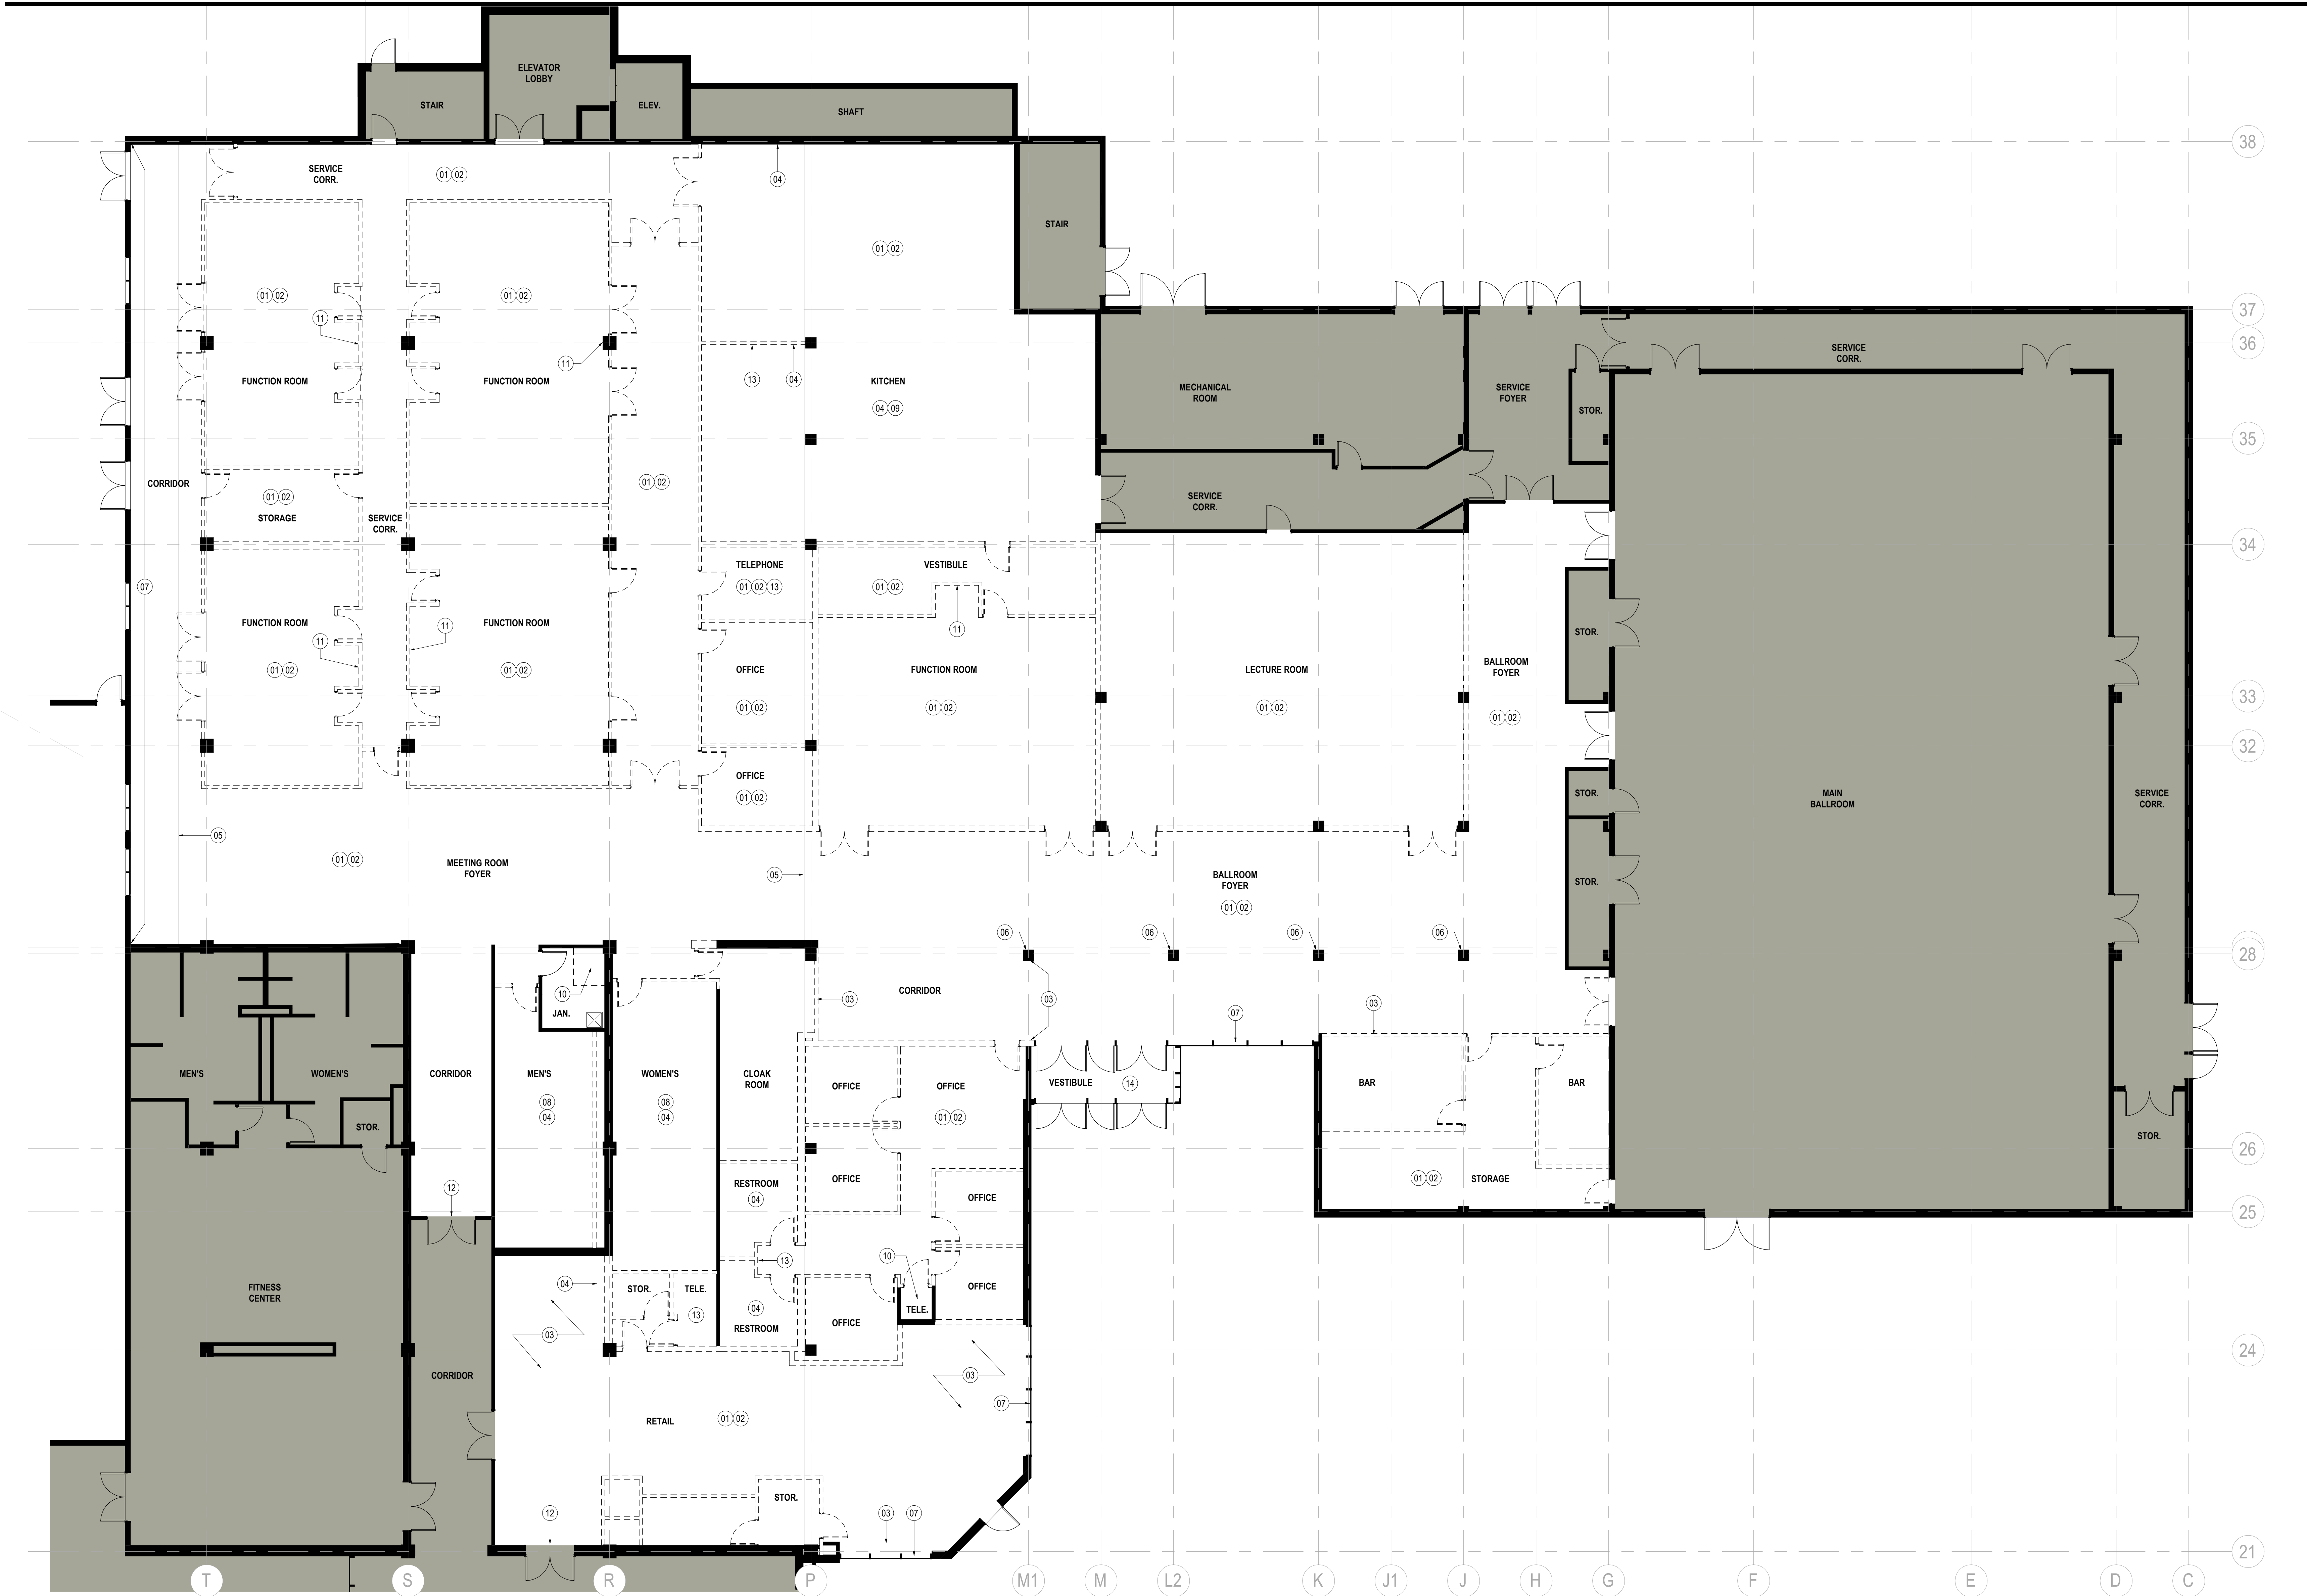 ELEVATOR
LOBBY
STAIR
ELEV.
SHAFT
38
SERVICE
CORR.
01 02
04
STAIR
01 02
01 02
01 02
11
37
11
36
SERVICE
CORR.
13
04
FUNCTION ROOM
FUNCTION ROOM
KITCHEN
MECHANICAL
ROOM
SERVICE
FOYER
04 09
STOR.
35
CORRIDOR
01 02
01 02
SERVICE
CORR.
STORAGE
SERVICE
CORR.
34
TELEPHONE
VESTIBULE
07
01 02 13
01 02
FUNCTION ROOM
11
FUNCTION ROOM
11
11
STOR.
01 02
01 02
OFFICE
FUNCTION ROOM
LECTURE ROOM
BALLROOM
FOYER
33
01 02
01 02
01 02
01 02
32
OFFICE
01 02
STOR.
MAIN
BALLROOM
SERVICE
CORR.
05
01 02
MEETING ROOM
FOYER
05
BALLROOM
FOYER
STOR.
01 02
06
06
06
06
28
10
CORRIDOR
03
03
03
JAN.
07
MEN'S
WOMEN'S
CORRIDOR
MEN'S
WOMEN'S
CLOAK
ROOM
OFFICE
OFFICE
VESTIBULE
14
BAR
BAR
08
04
08
04
01 02
STOR.
STOR.
26
12
RESTROOM
04
OFFICE
OFFICE
01 02
STORAGE
25
13
10
FITNESS
CENTER
04
STOR.
TELE.
13
04
RESTROOM
OFFICE
TELE.
OFFICE
03
24
CORRIDOR
03
07
RETAIL
01 02
STOR.
12
03
07
21
T
S
R
P
M1
M
L2
K
J1
J
H
G
F
E
D
C